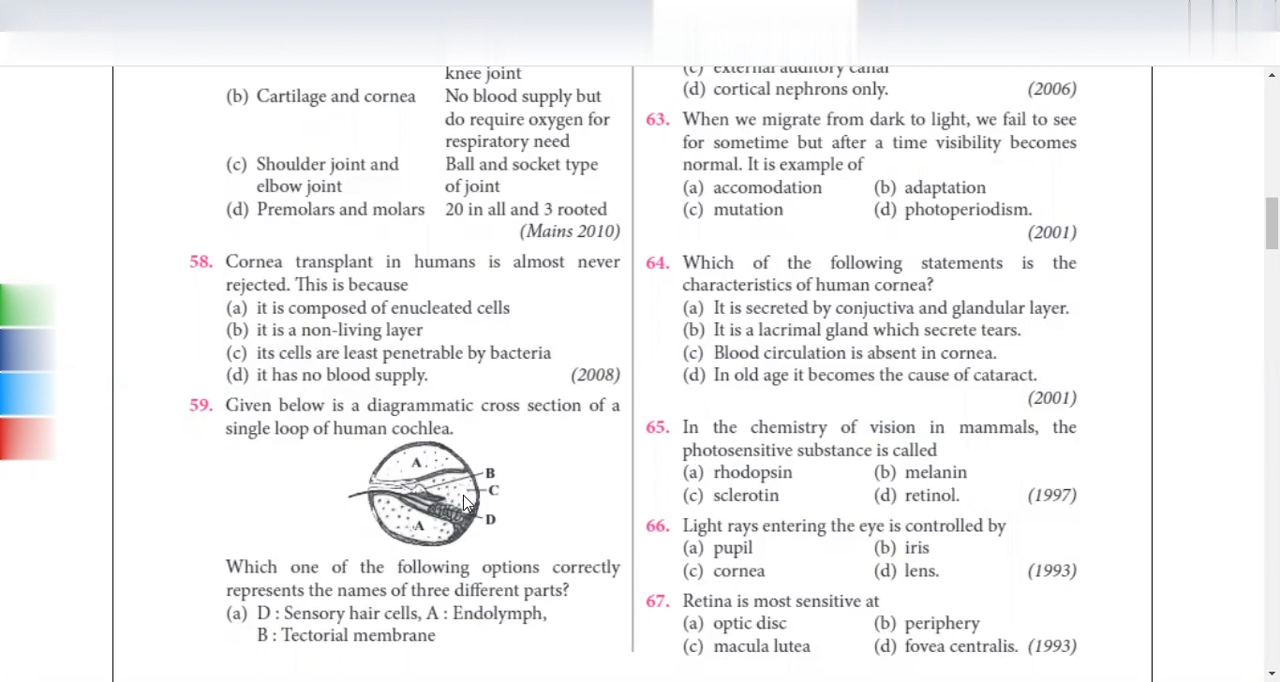 knee joint
(b) Cartilage and cornea No blood supply but
do require oxygen for
respiratory need
(c) Shoulder joint and Ball and socket type
elbow joint of joint
(d) Premolars and molars 20 in all and 3 rooted
(Mains 2010)
58. Cornea transplant in humans is almost never
rejected. This is because
(a) it is composed of enucleated cells
(b) it is a non-living layer
(c) its cells are least penetrable by bacteria
(d) it has no blood supply. (2008)
59. Given below is a diagrammatic cross section of a
single loop of human cochlea.
A
B
C
A
D
Which one of the following options correctly
represents the names of three different parts?
(a) D : Sensory hair cells, A : Endolymph,
B : Tectorial membrane
(c) external auditory canal
(d) cortical nephrons only. (2006)
63. When we migrate from dark to light, we fail to see
for sometime but after a time visibility becomes
normal. It is example of
(a) accomodation (b) adaptation
(c) mutation (d) photoperiodism.
(2001)
64. Which of the following statements is the
characteristics of human cornea?
(a) It is secreted by conjuctiva and glandular layer.
(b) It is a lacrimal gland which secrete tears.
(c) Blood circulation is absent in cornea.
(d) In old age it becomes the cause of cataract.
(2001)
65. In the chemistry of vision in mammals, the
photosensitive substance is called
(a) rhodopsin (b) melanin
(c) sclerotin (d) retinol. (1997)
66. Light rays entering the eye is controlled by
(a) pupil (b) iris
(c) cornea (d) lens. (1993)
67. Retina is most sensitive at
(a) optic disc (b) periphery
(c) macula lutea (d) fovea centralis. (1993)